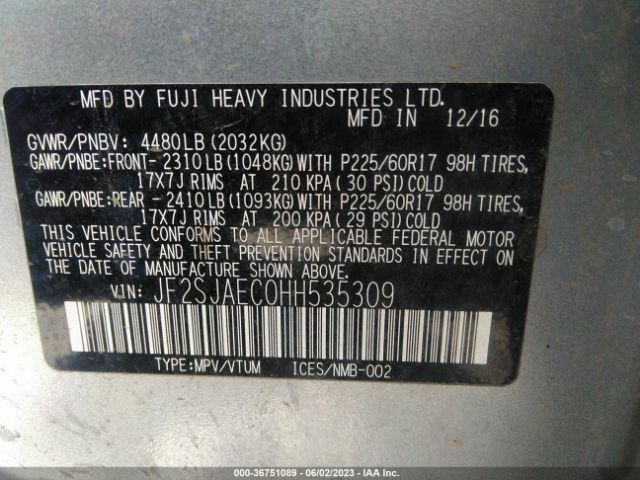 MFD BY FUJI HEAVY INDUSTRIES LTD.
MFD IN 12/16
GVWR/PNBV: 4480LB(2032KG)
GAWR/PNBE:FRONT- 2310LB(1048KG)WITH P225/60R17 98H TIRES,
17X7J RIMS AT 210 KPA(30 PSI)COLD
GAWR/PNBE:REAR - 2410LB(1093KG)WITH P225/60R17 98H TIRES,
17X7J RIMS AT 200 KPA(29 PSI)COLD
THIS VEHICLE CONFORMS TO ALL APPLICABLE FEDERAL MOTOR
VEHICLE SAFETY AND THEFT PREVENTION STANDARDS IN EFFECT
ON THE DATE OF MANUFACTURE SHOWN ABOVE.
VIN: JF2SJAEC0HH535309
TYPE:MPV/VTUM ICES/NMB-002
000-36751089 - 06/02/2023 - IAA Inc.